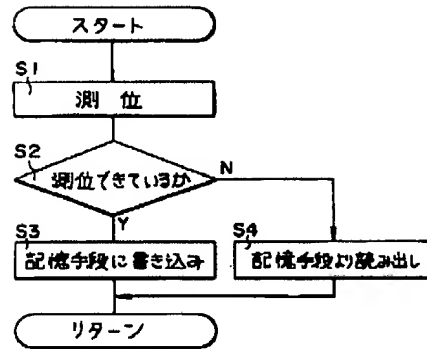 スタート
S1
測位
S2
測位できているか
N
Y
S3
記憶手段に書き込み
S4
記憶手段より読み出し
リターン